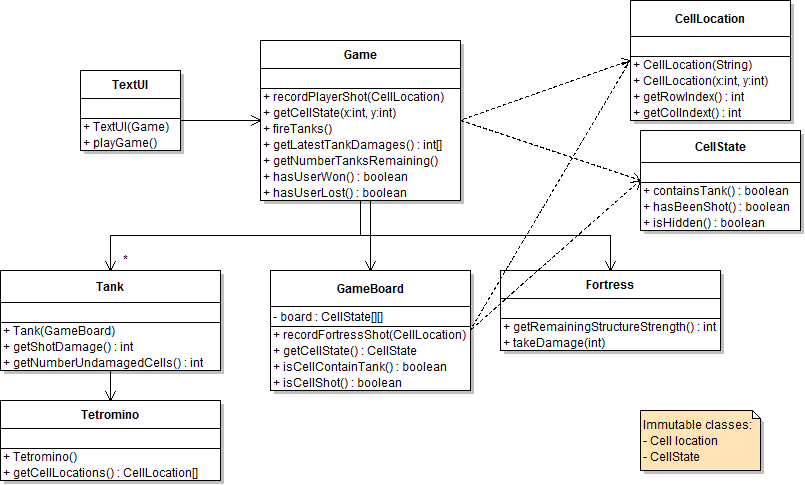 TextUI
+ TextUI(Game)
+ playGame()
Game
+ recordPlayerShot(CellLocation)
+ getCellState(x:int, y:int)
+ fireTanks()
+ getLatestTankDamages() : int[]
+ getNumberTanksRemaining()
+ hasUserWon() : boolean
+ hasUserLost() : boolean
CellLocation
+ CellLocation(String)
+ CellLocation(x:int, y:int)
+ getRowIndex() : int
+ getColIndext() : int
CellState
+ containsTank() : boolean
+ hasBeenShot() : boolean
+ isHidden() : boolean
*
Tank
+ Tank(GameBoard)
+ getShotDamage() : int
+ getNumberUndamagedCells() : int
GameBoard
- board : CellState[][]
+ recordFortressShot(CellLocation)
+ getCellState() : CellState
+ isCellContainTank() : boolean
+ isCellShot() : boolean
Fortress
+ getRemainingStructureStrength() : int
+ takeDamage(int)
Tetromino
+ Tetromino()
+ getCellLocations() : CellLocation[]
Immutable classes:
- Cell location
- CellState